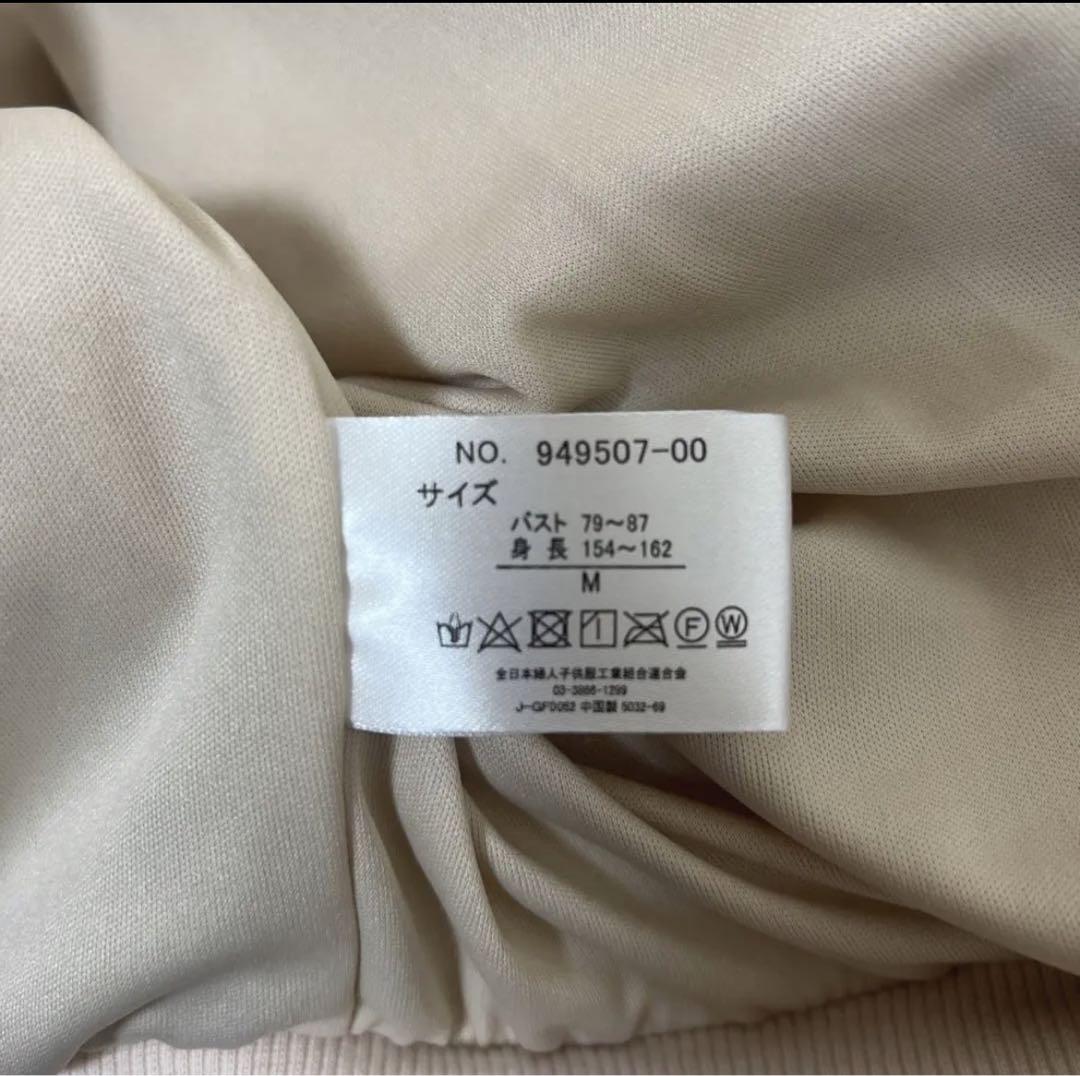 NO. 949507-00
サイズ
バスト 79～87
身長 154～162
M
F W
全日本婦人子供服工業組合連合会
03-3866-1299
J-GFD052 中国製 5032-69